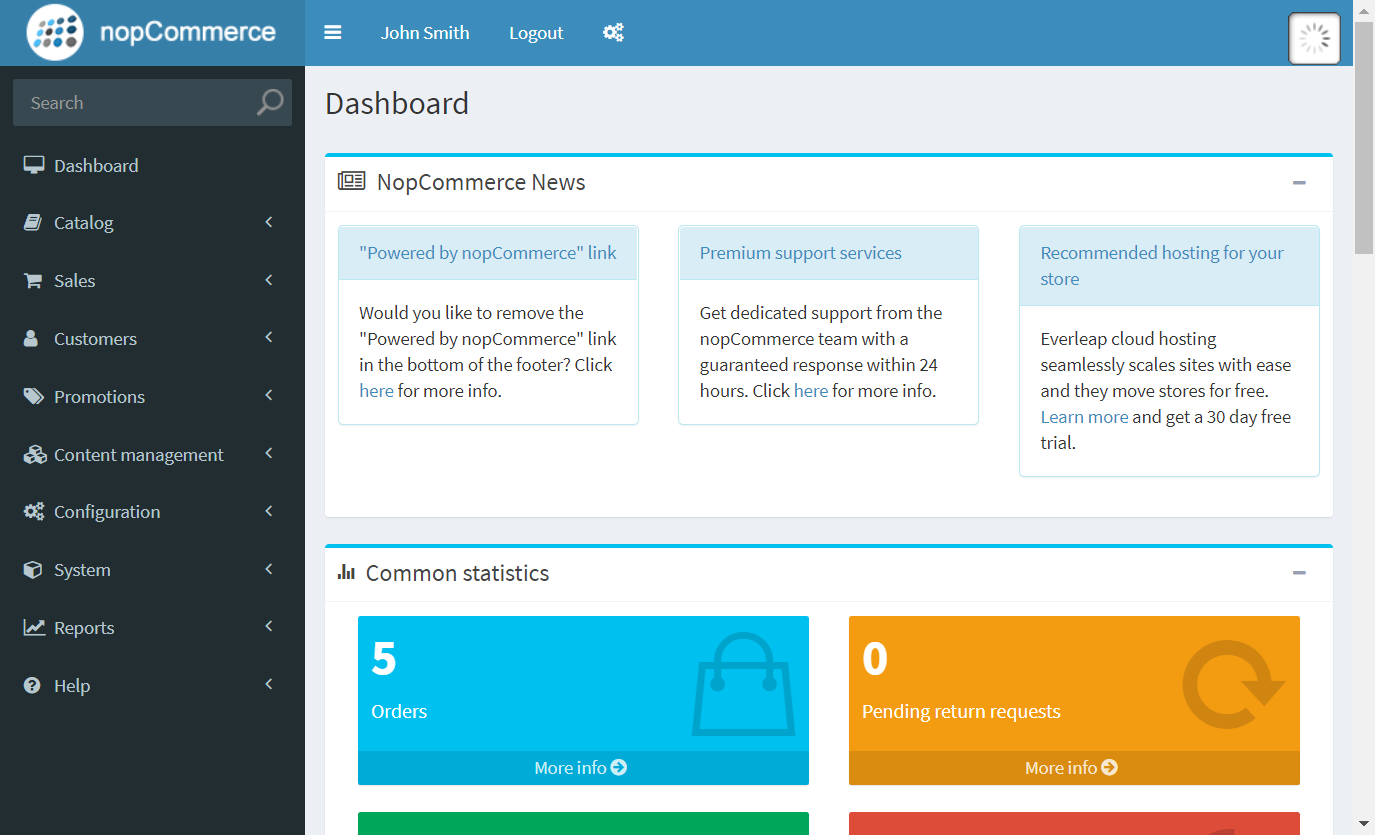 nopCommerce
John Smith
Logout
Search
Dashboard
Catalog
Sales
Customers
Promotions
Content management
Configuration
System
Reports
Help
Dashboard
NopCommerce News
"Powered by nopCommerce" link
Would you like to remove the
"Powered by nopCommerce" link
in the bottom of the footer? Click
here for more info.
Premium support services
Get dedicated support from the
nopCommerce team with a
guaranteed response within 24
hours. Click here for more info.
Recommended hosting for your
store
Everleap cloud hosting
seamlessly scales sites with ease
and they move stores for free.
Learn more and get a 30 day free
trial.
Common statistics
5
Orders
More info
0
Pending return requests
More info